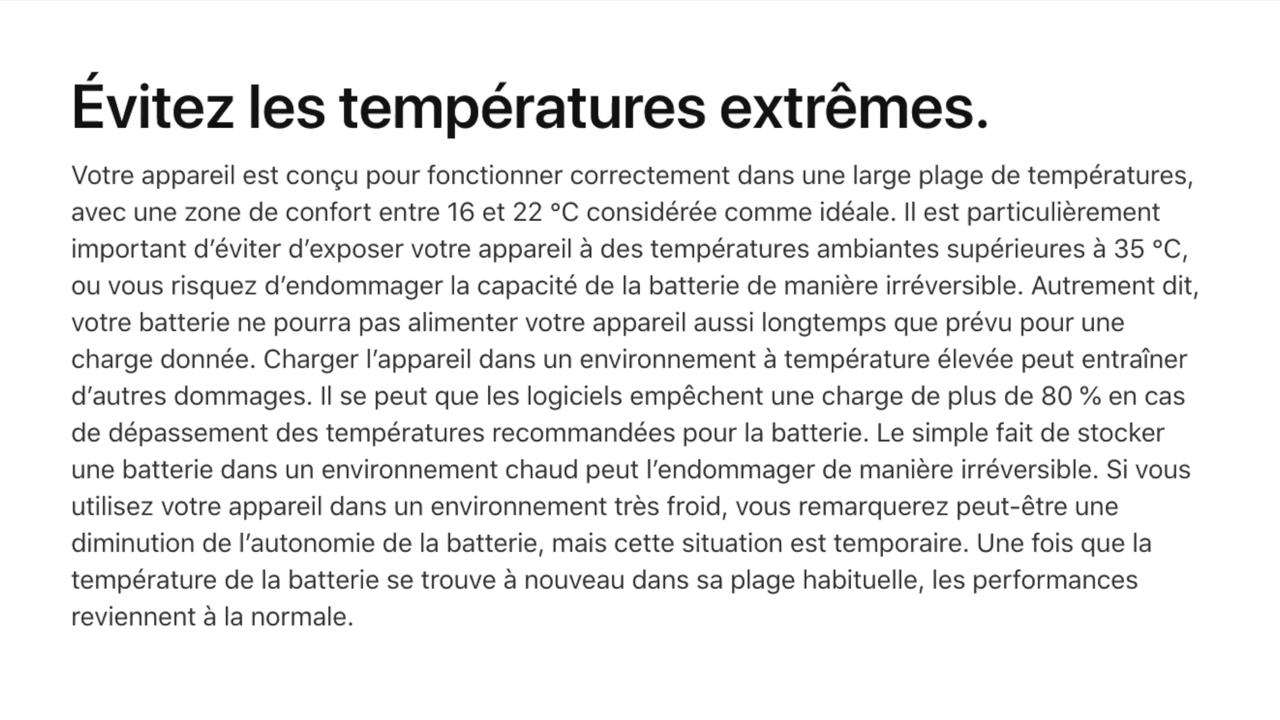 Évitez les températures extrêmes.
Votre appareil est conçu pour fonctionner correctement dans une large plage de températures,
avec une zone de confort entre 16 et 22 °C considérée comme idéale. Il est particulièrement
important d’éviter d’exposer votre appareil à des températures ambiantes supérieures à 35 °C,
ou vous risquez d’endommager la capacité de la batterie de manière irréversible. Autrement dit,
votre batterie ne pourra pas alimenter votre appareil aussi longtemps que prévu pour une
charge donnée. Charger l’appareil dans un environnement à température élevée peut entraîner
d’autres dommages. Il se peut que les logiciels empêchent une charge de plus de 80 % en cas
de dépassement des températures recommandées pour la batterie. Le simple fait de stocker
une batterie dans un environnement chaud peut l’endommager de manière irréversible. Si vous
utilisez votre appareil dans un environnement très froid, vous remarquerez peut-être une
diminution de l’autonomie de la batterie, mais cette situation est temporaire. Une fois que la
température de la batterie se trouve à nouveau dans sa plage habituelle, les performances
reviennent à la normale.